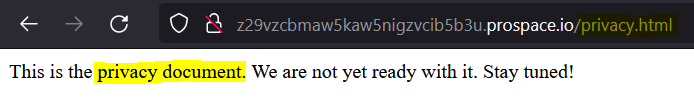 z29vzcbmaw5kaw5nigzvcib5b3u.prospace.io/privacy.html
This is the privacy document. We are not yet ready with it. Stay tuned!